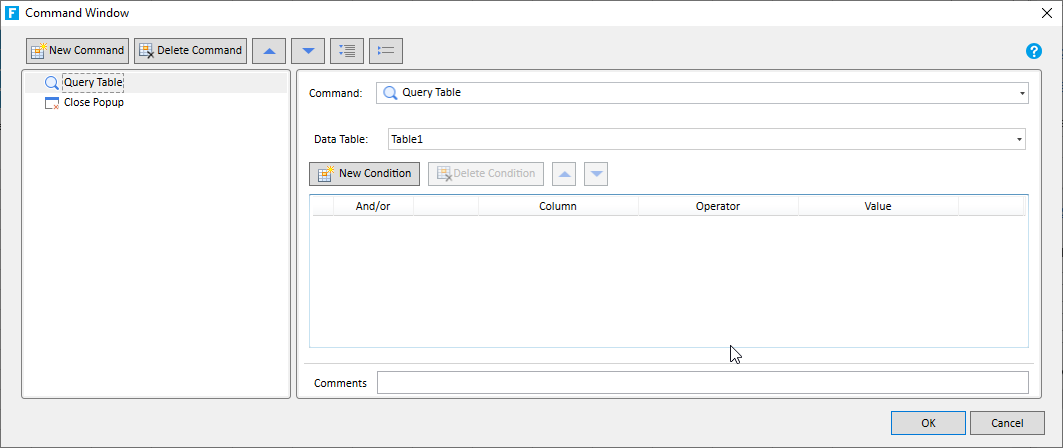 F Command Window
New Command Delete Command
?
Query Table
Close Popup
Command: Query Table
Data Table: Table1
New Condition Delete Condition
And/or Column Operator Value
Comments
OK Cancel